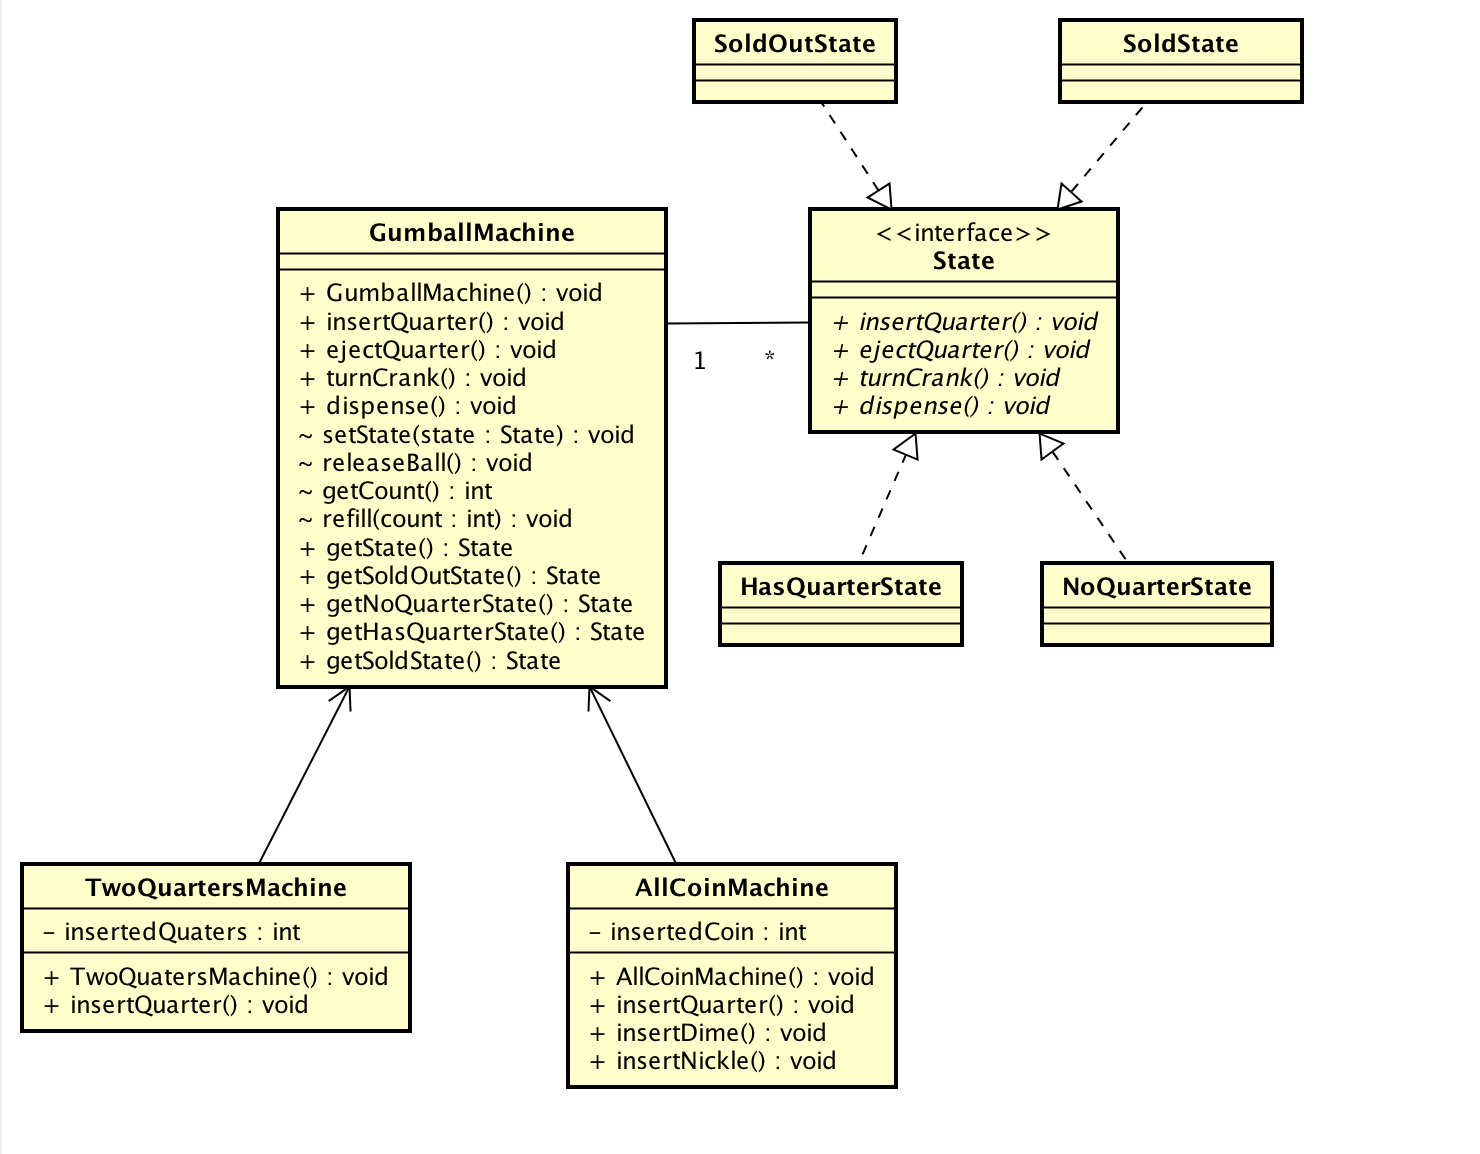 SoldOutState
SoldState
GumballMachine
+ GumballMachine() : void
+ insertQuarter() : void
+ ejectQuarter() : void
+ turnCrank() : void
+ dispense() : void
~ setState(state : State) : void
~ releaseBall() : void
~ getCount() : int
~ refill(count : int) : void
+ getState() : State
+ getSoldOutState() : State
+ getNoQuarterState() : State
+ getHasQuarterState() : State
+ getSoldState() : State
1
*
<<interface>>
State
+ insertQuarter() : void
+ ejectQuarter() : void
+ turnCrank() : void
+ dispense() : void
HasQuarterState
NoQuarterState
TwoQuartersMachine
- insertedQuaters : int
+ TwoQuatersMachine() : void
+ insertQuarter() : void
AllCoinMachine
- insertedCoin : int
+ AllCoinMachine() : void
+ insertQuarter() : void
+ insertDime() : void
+ insertNickle() : void